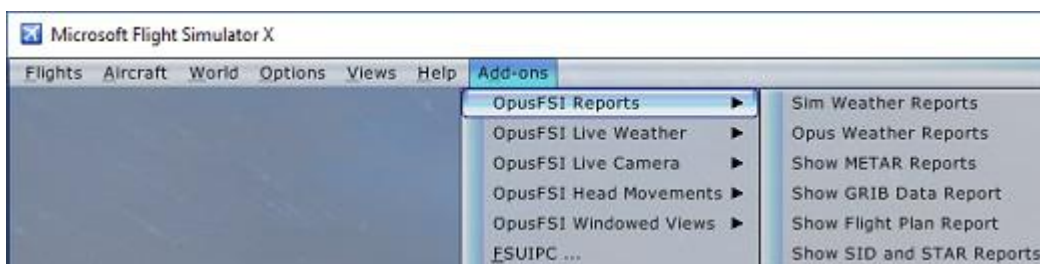 Microsoft Flight Simulator X
Flights Aircraft World Options Views Help Add-ons
OpusFSI Reports
OpusFSI Live Weather
OpusFSI Live Camera
OpusFSI Head Movements
OpusFSI Windowed Views
FSUIPC ...
Sim Weather Reports
Opus Weather Reports
Show METAR Reports
Show GRIB Data Report
Show Flight Plan Report
Show SID and STAR Reports